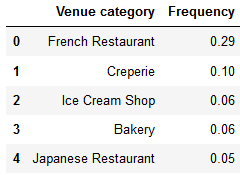 Venue category Frequency
0 French Restaurant 0.29
1 Creperie 0.10
2 Ice Cream Shop 0.06
3 Bakery 0.06
4 Japanese Restaurant 0.05